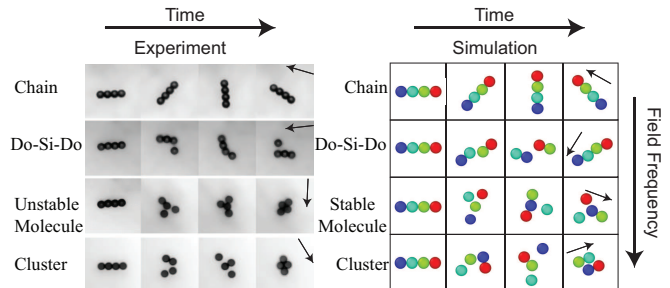 Time
Experiment
Chain
Do-Si-Do
Unstable
Molecule
Cluster
Time
Simulation
Chain
Do-Si-Do
Stable
Molecule
Cluster
Field Frequency